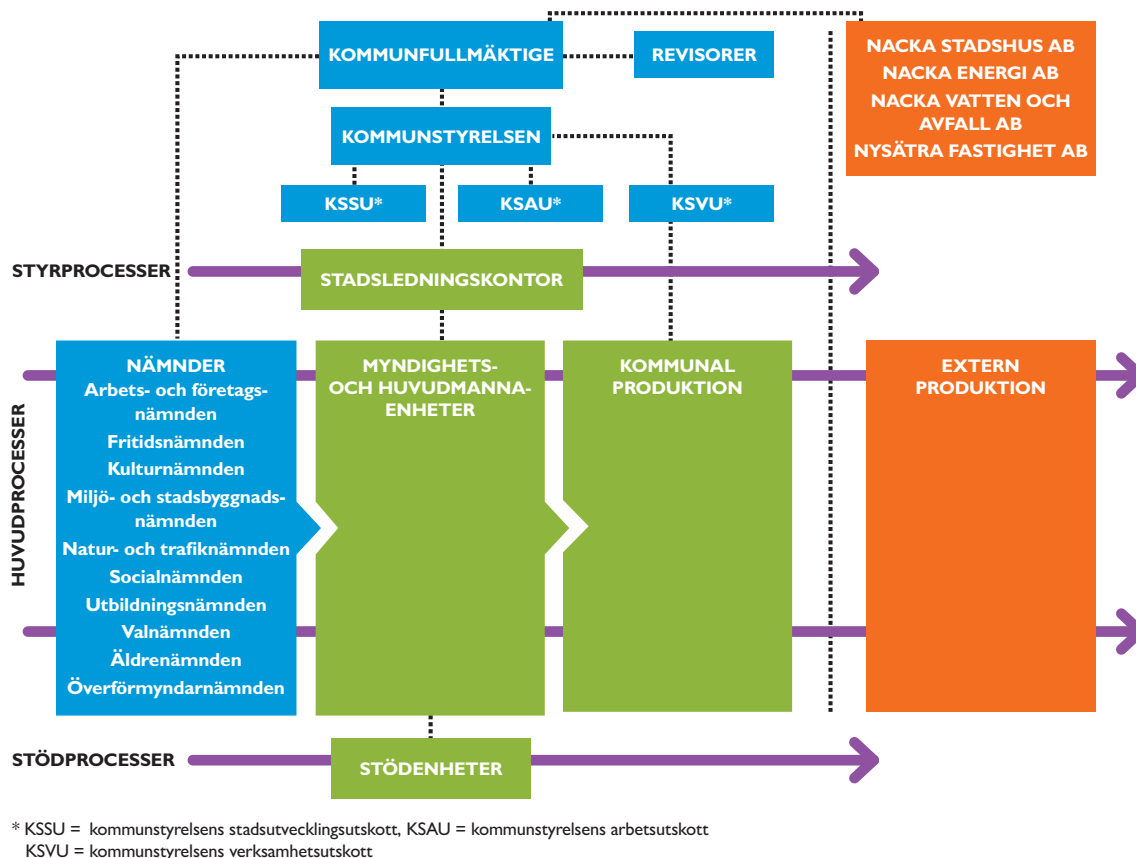 KOMMUNFULLMÄKTIGE
REVISORER
NACKA STADSHUS AB
NACKA ENERGI AB
NACKA VATTEN OCH
AVFALL AB
NYSÄTRA FASTIGHET AB
KOMMUNSTYRELSEN
KSSU*
KSAU*
KSVU*
STYRPROCESSER
STADSLEDNINGSKONTOR
HUVUDPROCESSER
NÄMNDER
Arbets- och företags-
nämnden
Fritidsnämnden
Kulturnämnden
Miljö- och stadsbyggnads-
nämnden
Natur- och trafiknämnden
Socialnämnden
Utbildningsnämnden
Valnämnden
Äldrenämnden
Överförmyndarnämnden
MYNDIGHETS-
OCH HUVUDMANNA-
ENHETER
KOMMUNAL
PRODUKTION
EXTERN
PRODUKTION
STÖDPROCESSER
STÖDENHETER
* KSSU = kommunstyrelsens stadsutvecklingsutskott, KSAU = kommunstyrelsens arbetsutskott
KSVU = kommunstyrelsens verksamhetsutskott